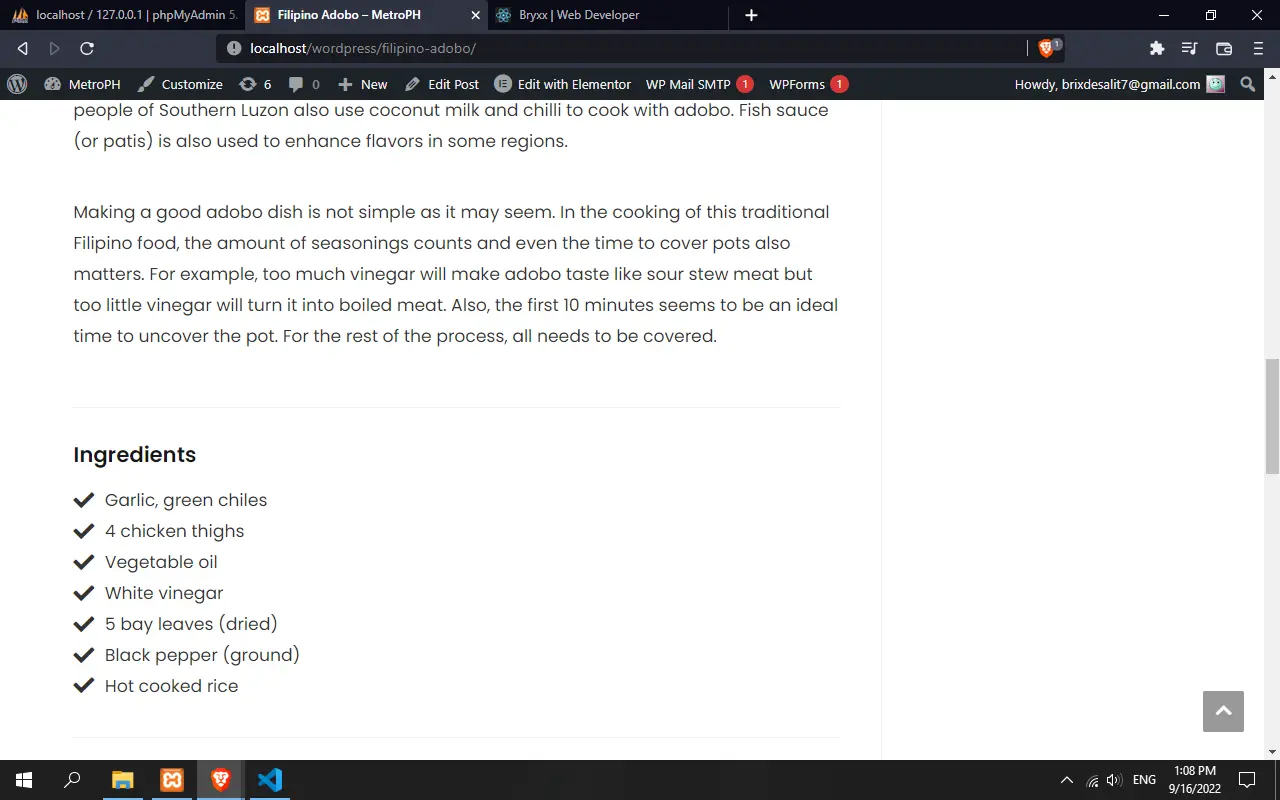 localhost / 127.0.0.1 | phpMyAdmin 5.
Filipino Adobo – MetroPH
Bryxx | Web Developer
localhost/wordpress/filipino-adobo/
1
MetroPH
Customize
6
0
New
Edit Post
Edit with Elementor
WP Mail SMTP 1
WPForms 1
Howdy, brixdesalit7@gmail.com
people of Southern Luzon also use coconut milk and chilli to cook with adobo. Fish sauce
(or patis) is also used to enhance flavors in some regions.
Making a good adobo dish is not simple as it may seem. In the cooking of this traditional
Filipino food, the amount of seasonings counts and even the time to cover pots also
matters. For example, too much vinegar will make adobo taste like sour stew meat but
too little vinegar will turn it into boiled meat. Also, the first 10 minutes seems to be an ideal
time to uncover the pot. For the rest of the process, all needs to be covered.
Ingredients
Garlic, green chiles
4 chicken thighs
Vegetable oil
White vinegar
5 bay leaves (dried)
Black pepper (ground)
Hot cooked rice
ENG
1:08 PM
9/16/2022